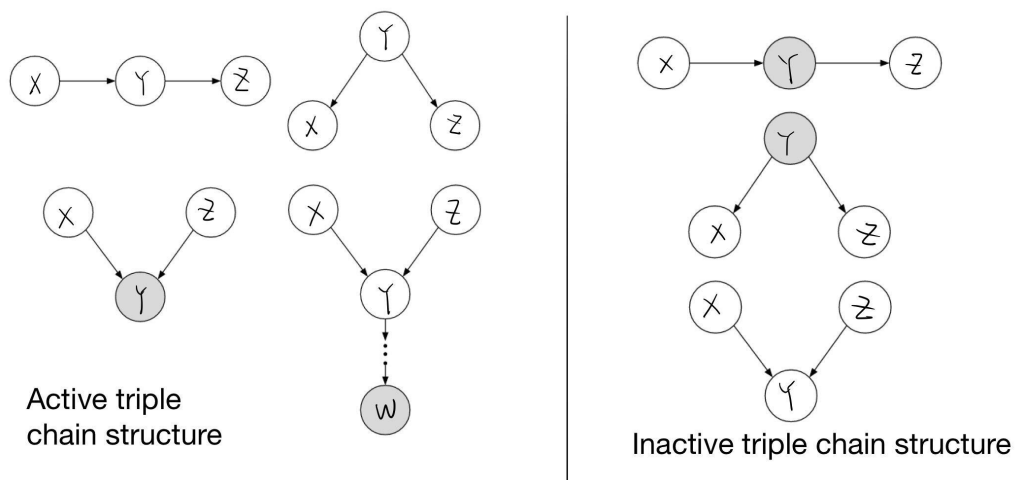 X Y Z
Y
X Z
X Z
Y
X Z
Y
W
Active triple
chain structure
X Y Z
Y
X Z
X Z
Y
Inactive triple chain structure